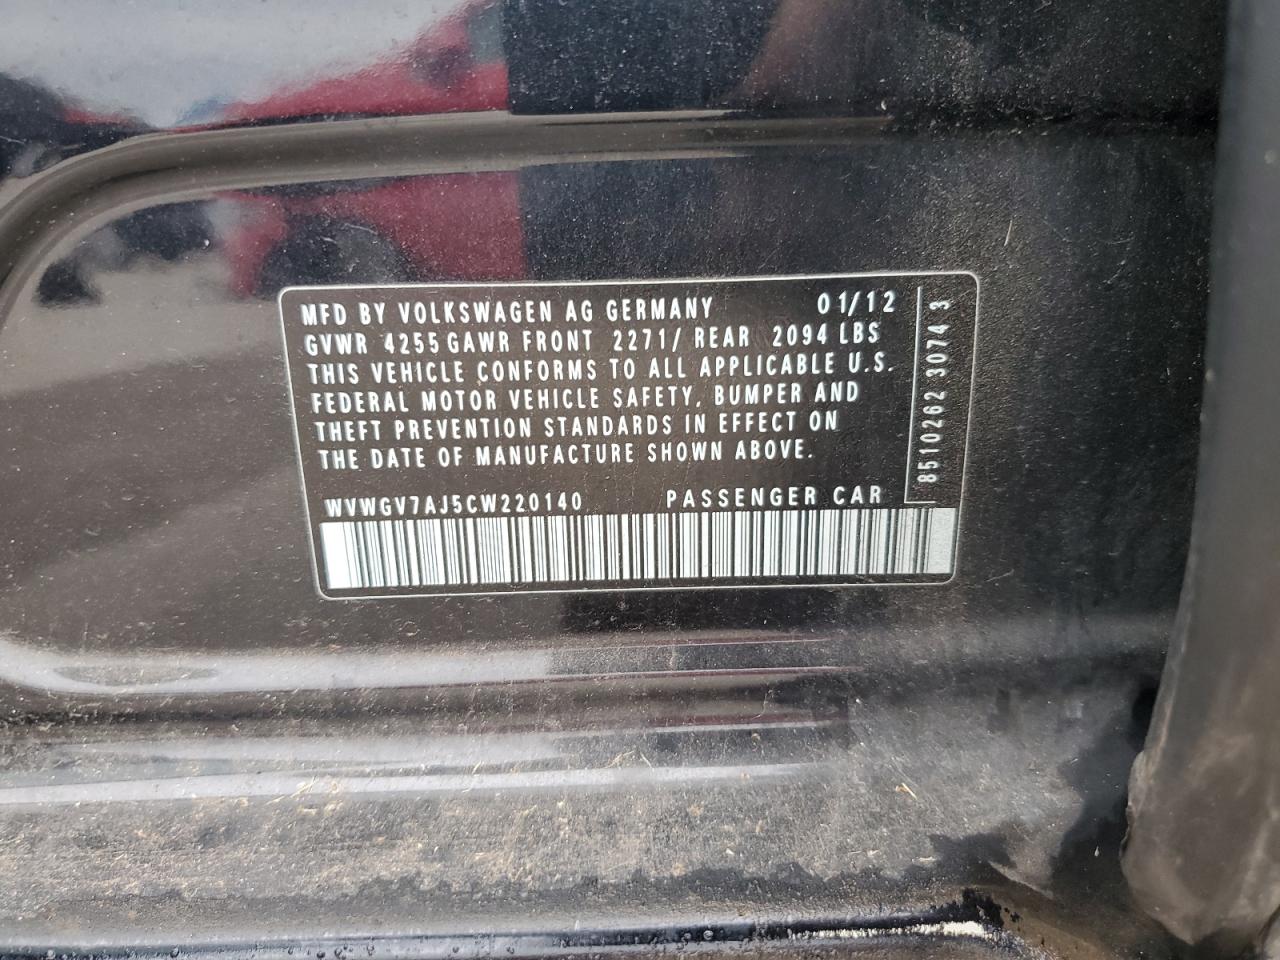 MFD BY VOLKSWAGEN AG GERMANY 01/12
GVWR 4255 GAWR FRONT 2271/ REAR 2094 LBS
THIS VEHICLE CONFORMS TO ALL APPLICABLE U.S.
FEDERAL MOTOR VEHICLE SAFETY, BUMPER AND
THEFT PREVENTION STANDARDS IN EFFECT ON
THE DATE OF MANUFACTURE SHOWN ABOVE.
WVWGV7AJ5CW220140 PASSENGER CAR
8510262 3074 3